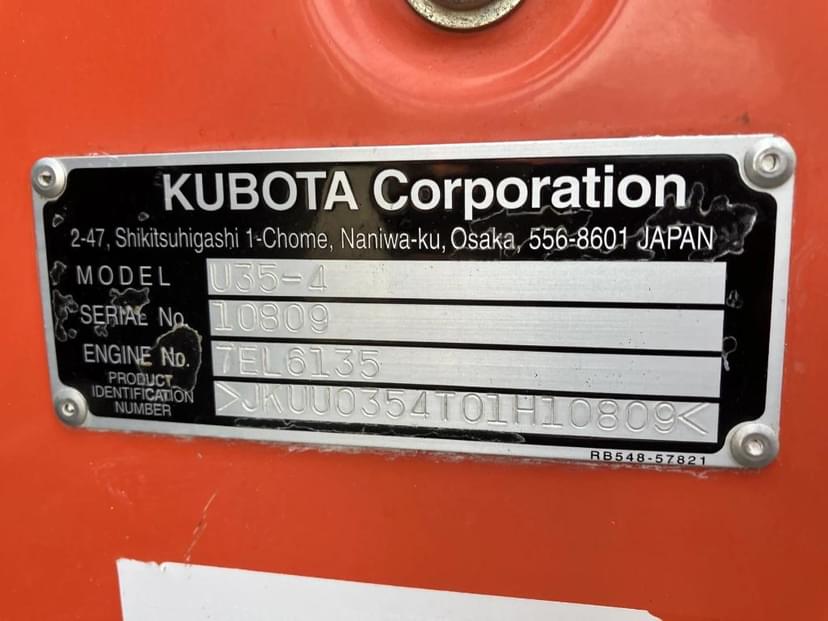 KUBOTA Corporation
2-47, Shikitsuhigashi 1-Chome, Naniwa-ku, Osaka, 556-8601 JAPAN
MODEL U35-4
SERIAL No. 10809
ENGINE No. 7EL6135
PRODUCT
IDENTIFICATION
NUMBER >JKUU0354T01H10809<
RB548-57821